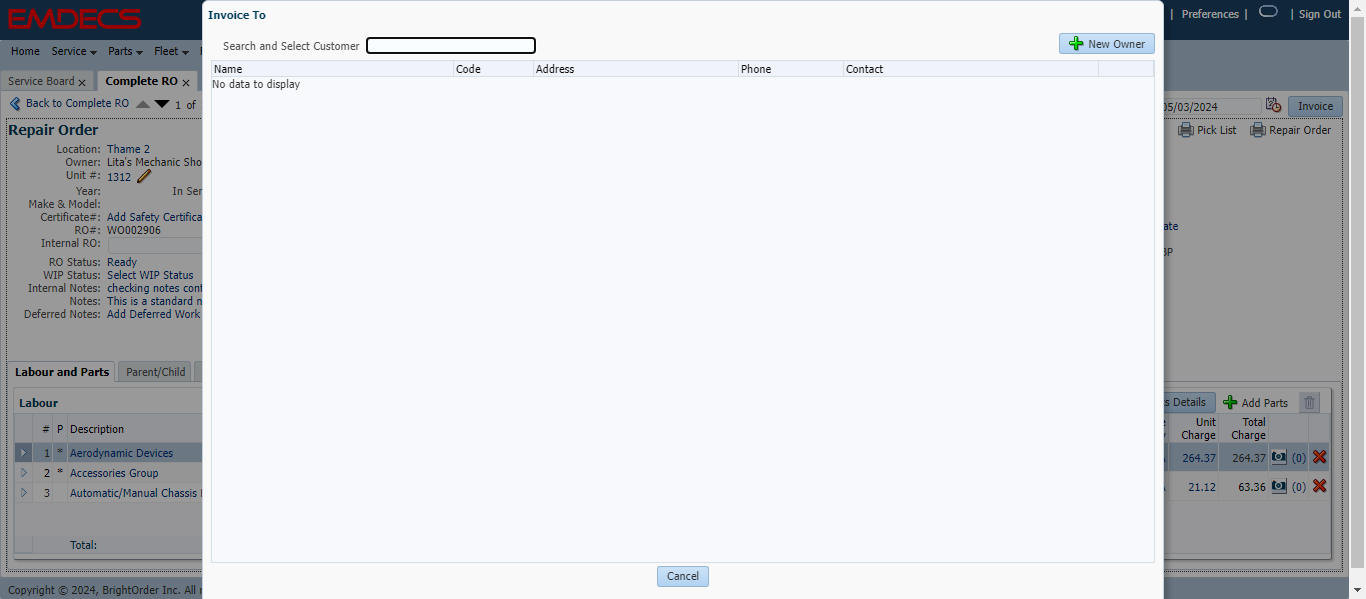 EMDECS
Invoice To
| Preferences | | Sign Out
Home Service Parts Fleet
Search and Select Customer
New Owner
Service Board x Complete RO x
Name Code Address Phone Contact
No data to display
Back to Complete RO 1 of
05/03/2024 Invoice
Pick List Repair Order
Repair Order
Location: Thame 2
Owner: Lita's Mechanic Sho
Unit #: 1312
Year: In Ser
Make & Model:
Certificate#: Add Safety Certifica
RO#: WO002906
Internal RO:
RO Status: Ready
WIP Status: Select WIP Status
Internal Notes: checking notes cont
Notes: This is a standard n
Deferred Notes: Add Deferred Work
ate
BP
Labour and Parts Parent/Child
Labour
s Details Add Parts
# P Description
Unit Charge Total Charge
1 * Aerodynamic Devices 264.37 264.37 (0)
2 * Accessories Group
3 Automatic/Manual Chassis
21.12 63.36 (0)
Total:
Cancel
Copyright © 2024, BrightOrder Inc. All